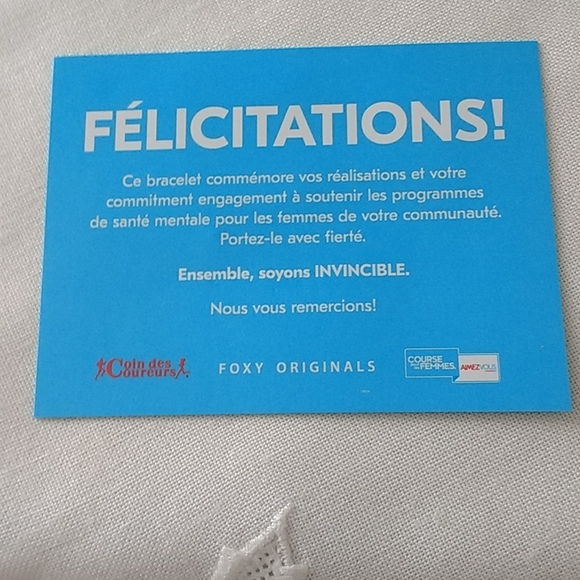 FÉLICITATIONS!
Ce bracelet commémore vos réalisations et votre
commitment engagement à soutenir les programmes
de santé mentale pour les femmes de votre communauté.
Portez-le avec fierté.
Ensemble, soyons INVINCIBLE.
Nous vous remercions!
Coin des
Coureurs
FOXY ORIGINALS
COURSE
FEMMES.
AIMEZVOUS